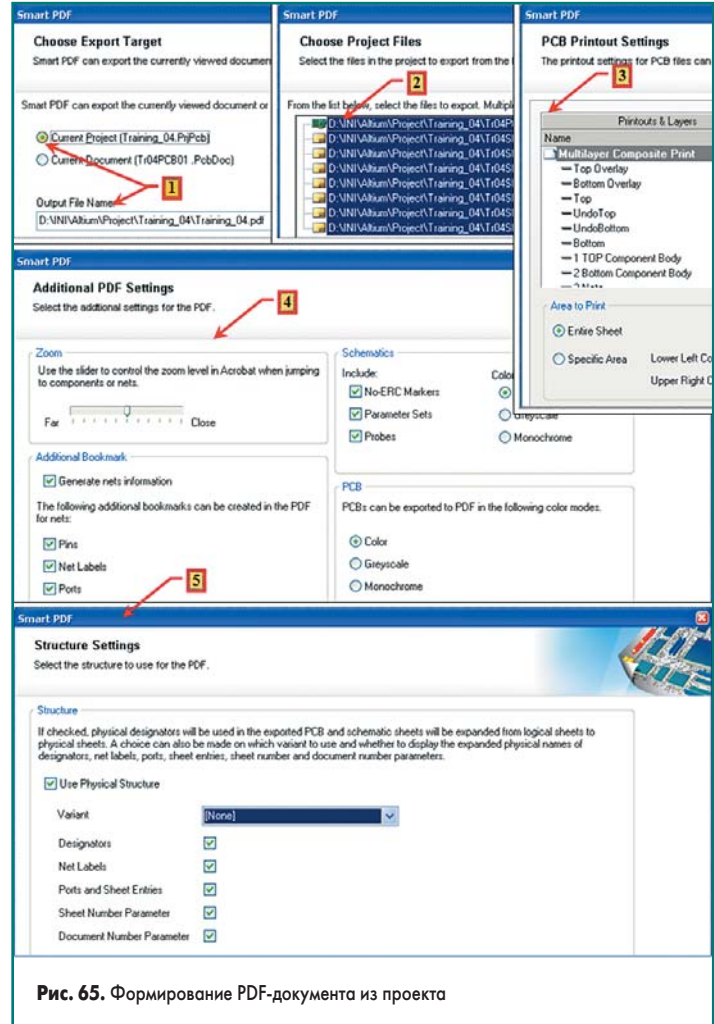 Smart PDF
Choose Export Target
Smart PDF can export the currently viewed documen
Smart PDF can export the currently viewed document or
Current Project (Training_04.PrjPcb)
Current Document (Tr04PCB01 .PcbDoc)
1
Output File Name
D:\INI\Altium\Project\Training_04\Training_04.pdf
Smart PDF
Choose Project Files
Select the files in the project to export from the
2
From the list below, select the files to export. Multipl
D:\INI\Altium\Project\Training_04\Tr04P
D:\INI\Altium\Project\Training_04\Tr04S
D:\INI\Altium\Project\Training_04\Tr04S
D:\INI\Altium\Project\Training_04\Tr04S
D:\INI\Altium\Project\Training_04\Tr04S
D:\INI\Altium\Project\Training_04\Tr04S
D:\INI\Altium\Project\Training_04\Tr04S
D:\INI\Altium\Project\Training_04\Tr04S
Smart PDF
PCB Printout Settings
The printout settings for PCB files can
3
Printouts & Layers
Name
Multilayer Composite Print
Top Overlay
Bottom Overlay
Top
UndoTop
UndoBottom
Bottom
1 TOP Component Body
2 Bottom Component Body
Area to Print
Entire Sheet
Specific Area
Lower Left Co
Upper Right C
Smart PDF
Additional PDF Settings
Select the additional settings for the PDF.
4
Zoom
Use the slider to control the zoom level in Acrobat when jumping
to components or nets.
Far
Close
Additional Bookmark
Generate nets information
The following additional bookmarks can be created in the PDF
for nets:
Pins
Net Labels
Ports
Schematics
Include:
Colo
No-ERC Markers
Parameter Sets
Greyscale
Probes
Monochrome
PCB
PCBs can be exported to PDF in the following color modes.
Color
Greyscale
Monochrome
5
Smart PDF
Structure Settings
Select the structure to use for the PDF.
Structure
If checked, physical designators will be used in the exported PCB and schematic sheets will be expanded from logical sheets to
physical sheets. A choice can also be made on which variant to use and whether to display the expanded physical names of
designators, net labels, ports, sheet entries, sheet number and document number parameters.
Use Physical Structure
Variant
[None]
Designators
Net Labels
Ports and Sheet Entries
Sheet Number Parameter
Document Number Parameter
Рис. 65. Формирование PDF-документа из проекта